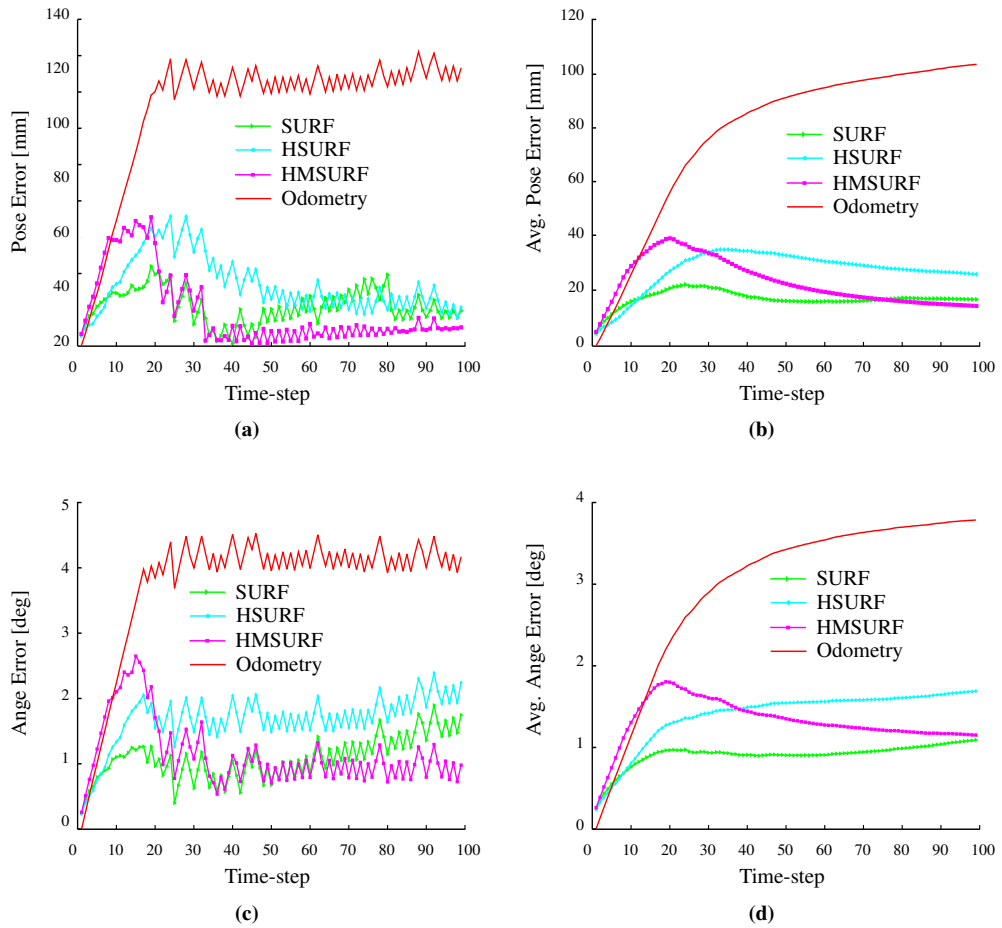 140
120
100
80
60
40
20
0 10 20 30 40 50 60 70 80 90 100
Pose Error [mm]
Time-step
SURF
HSURF
HMSURF
Odometry
(a)
120
100
80
60
40
20
0
0 10 20 30 40 50 60 70 80 90 100
Avg. Pose Error [mm]
Time-step
SURF
HSURF
HMSURF
Odometry
(b)
5
4
3
2
1
0
0 10 20 30 40 50 60 70 80 90 100
Ange Error [deg]
Time-step
SURF
HSURF
HMSURF
Odometry
(c)
4
3
2
1
0
0 10 20 30 40 50 60 70 80 90 100
Avg. Ange Error [deg]
Time-step
SURF
HSURF
HMSURF
Odometry
(d)